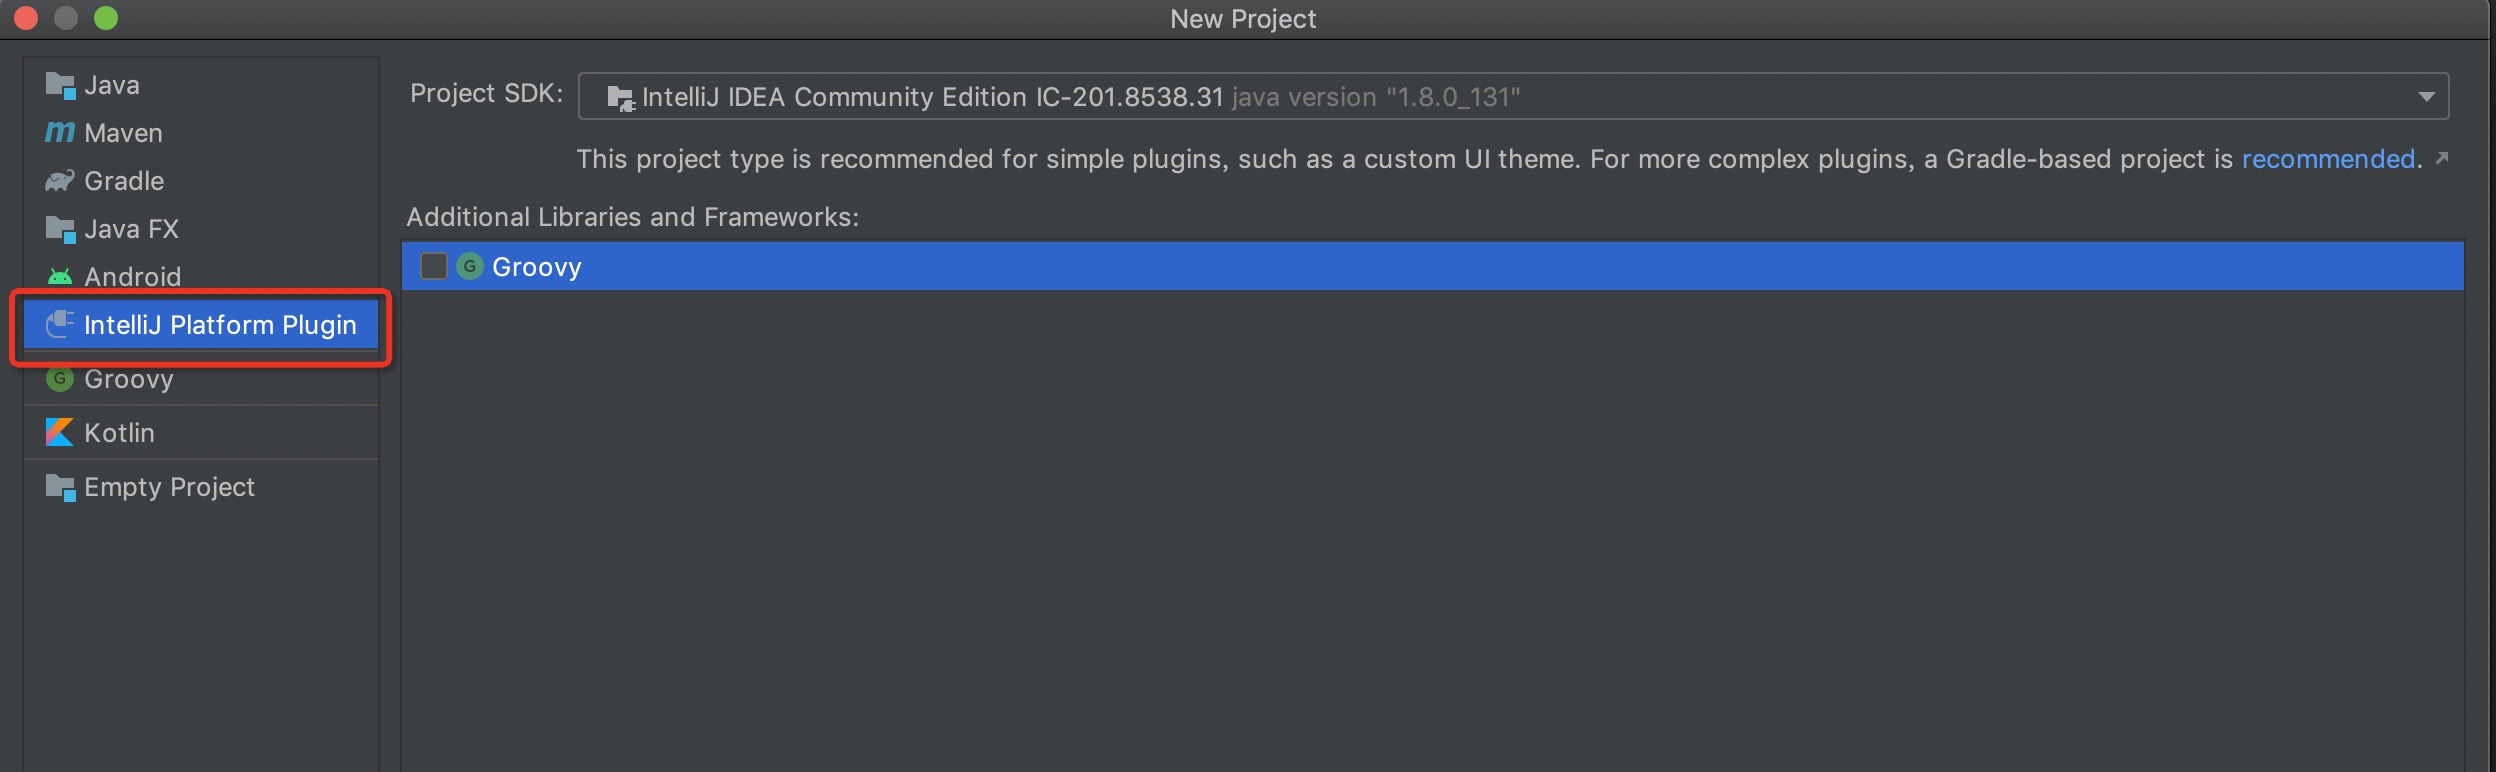 New Project
Java
Maven
Gradle
Java FX
Android
IntelliJ Platform Plugin
Groovy
Kotlin
Empty Project
Project SDK: IntelliJ IDEA Community Edition IC-201.8538.31 java version "1.8.0_131"
This project type is recommended for simple plugins, such as a custom UI theme. For more complex plugins, a Gradle-based project is recommended.
Additional Libraries and Frameworks:
Groovy